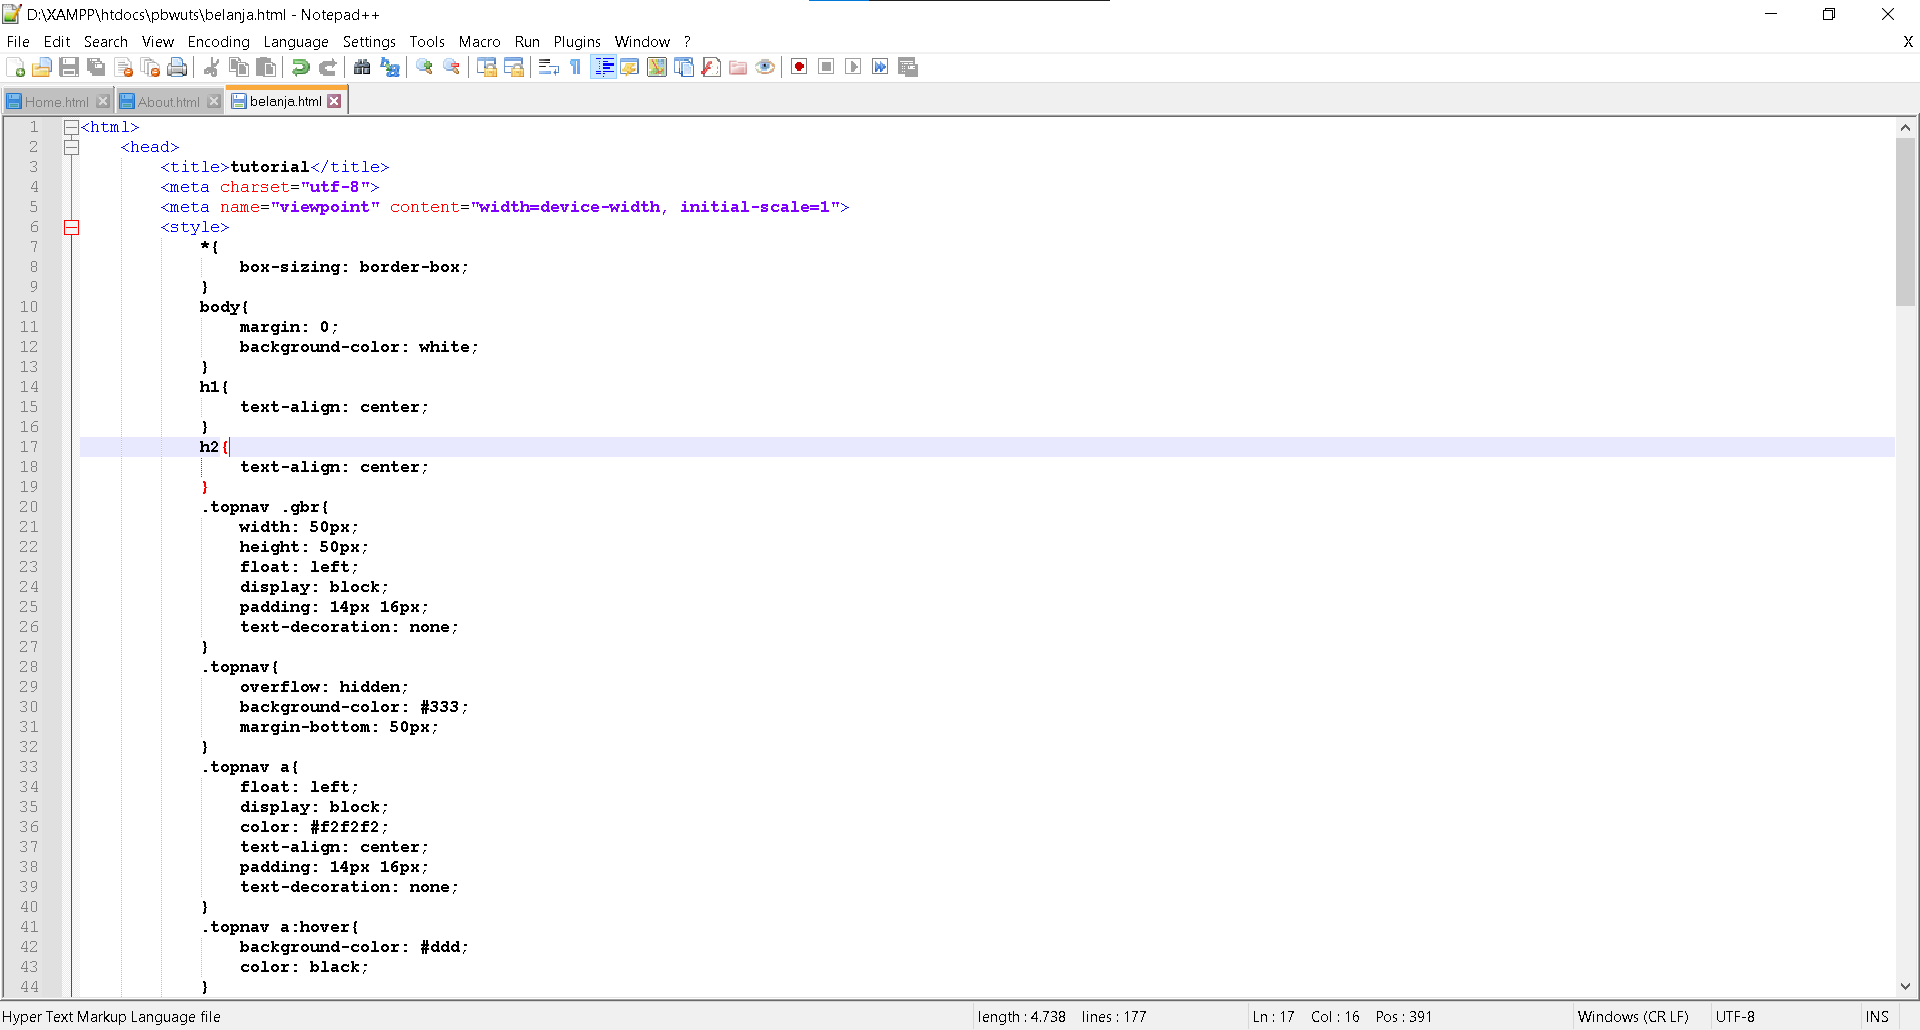 D:\XAMPP\htdocs\pbwuts\belanja.html - Notepad++
File Edit Search View Encoding Language Settings Tools Macro Run Plugins Window ? X
Home.html About.html belanja.html
1 <html>
2 <head>
3 <title>tutorial</title>
4 <meta charset="utf-8">
5 <meta name="viewpoint" content="width=device-width, initial-scale=1">
6 <style>
7 *{
8 box-sizing: border-box;
9 }
10 body{
11 margin: 0;
12 background-color: white;
13 }
14 h1{
15 text-align: center;
16 }
17 h2{
18 text-align: center;
19 }
20 .topnav .gbr{
21 width: 50px;
22 height: 50px;
23 float: left;
24 display: block;
25 padding: 14px 16px;
26 text-decoration: none;
27 }
28 .topnav{
29 overflow: hidden;
30 background-color: #333;
31 margin-bottom: 50px;
32 }
33 .topnav a{
34 float: left;
35 display: block;
36 color: #f2f2f2;
37 text-align: center;
38 padding: 14px 16px;
39 text-decoration: none;
40 }
41 .topnav a:hover{
42 background-color: #ddd;
43 color: black;
44 }
Hyper Text Markup Language file length : 4.738 lines : 177 Ln : 17 Col : 16 Pos : 391 Windows (CR LF) UTF-8 INS